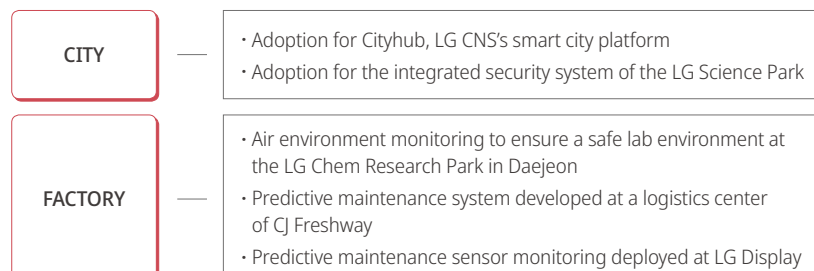 CITY
· Adoption for Cityhub, LG CNS's smart city platform
· Adoption for the integrated security system of the LG Science Park
FACTORY
· Air environment monitoring to ensure a safe lab environment at
the LG Chem Research Park in Daejeon
· Predictive maintenance system developed at a logistics center
of CJ Freshway
· Predictive maintenance sensor monitoring deployed at LG Display